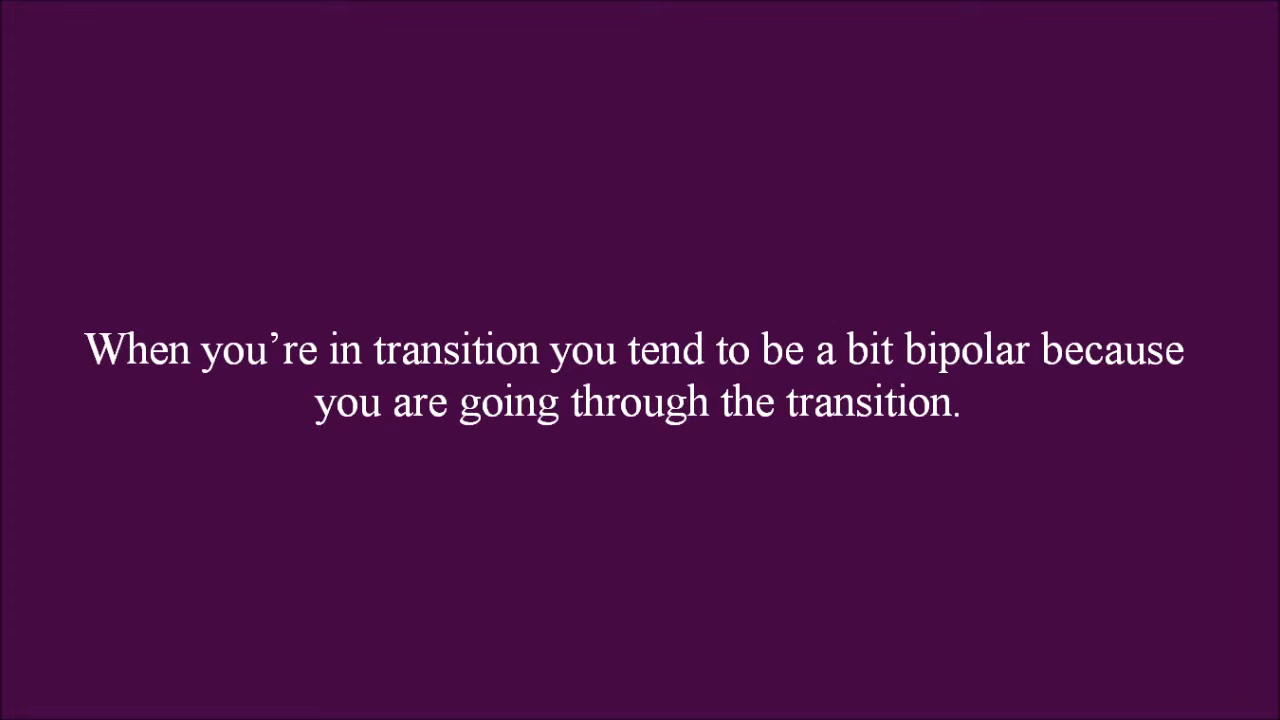 When you’re in transition you tend to be a bit bipolar because
you are going through the transition.